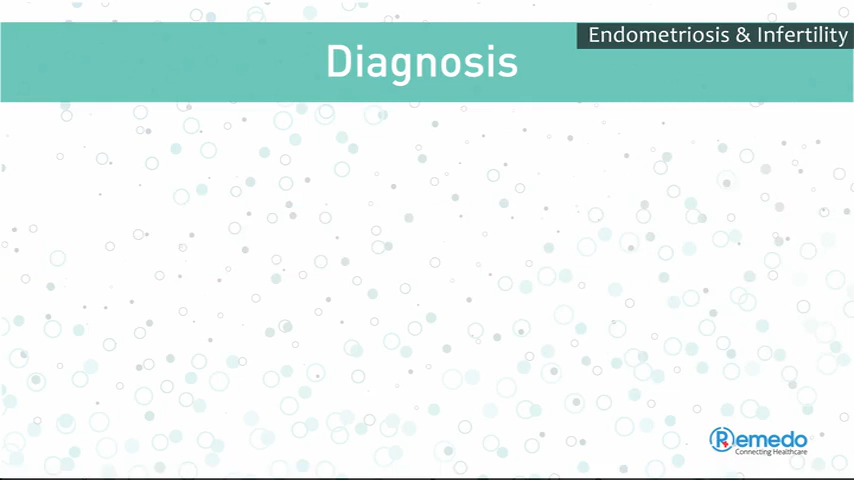 Endometriosis & Infertility
Diagnosis
Remedo
Connecting Healthcare